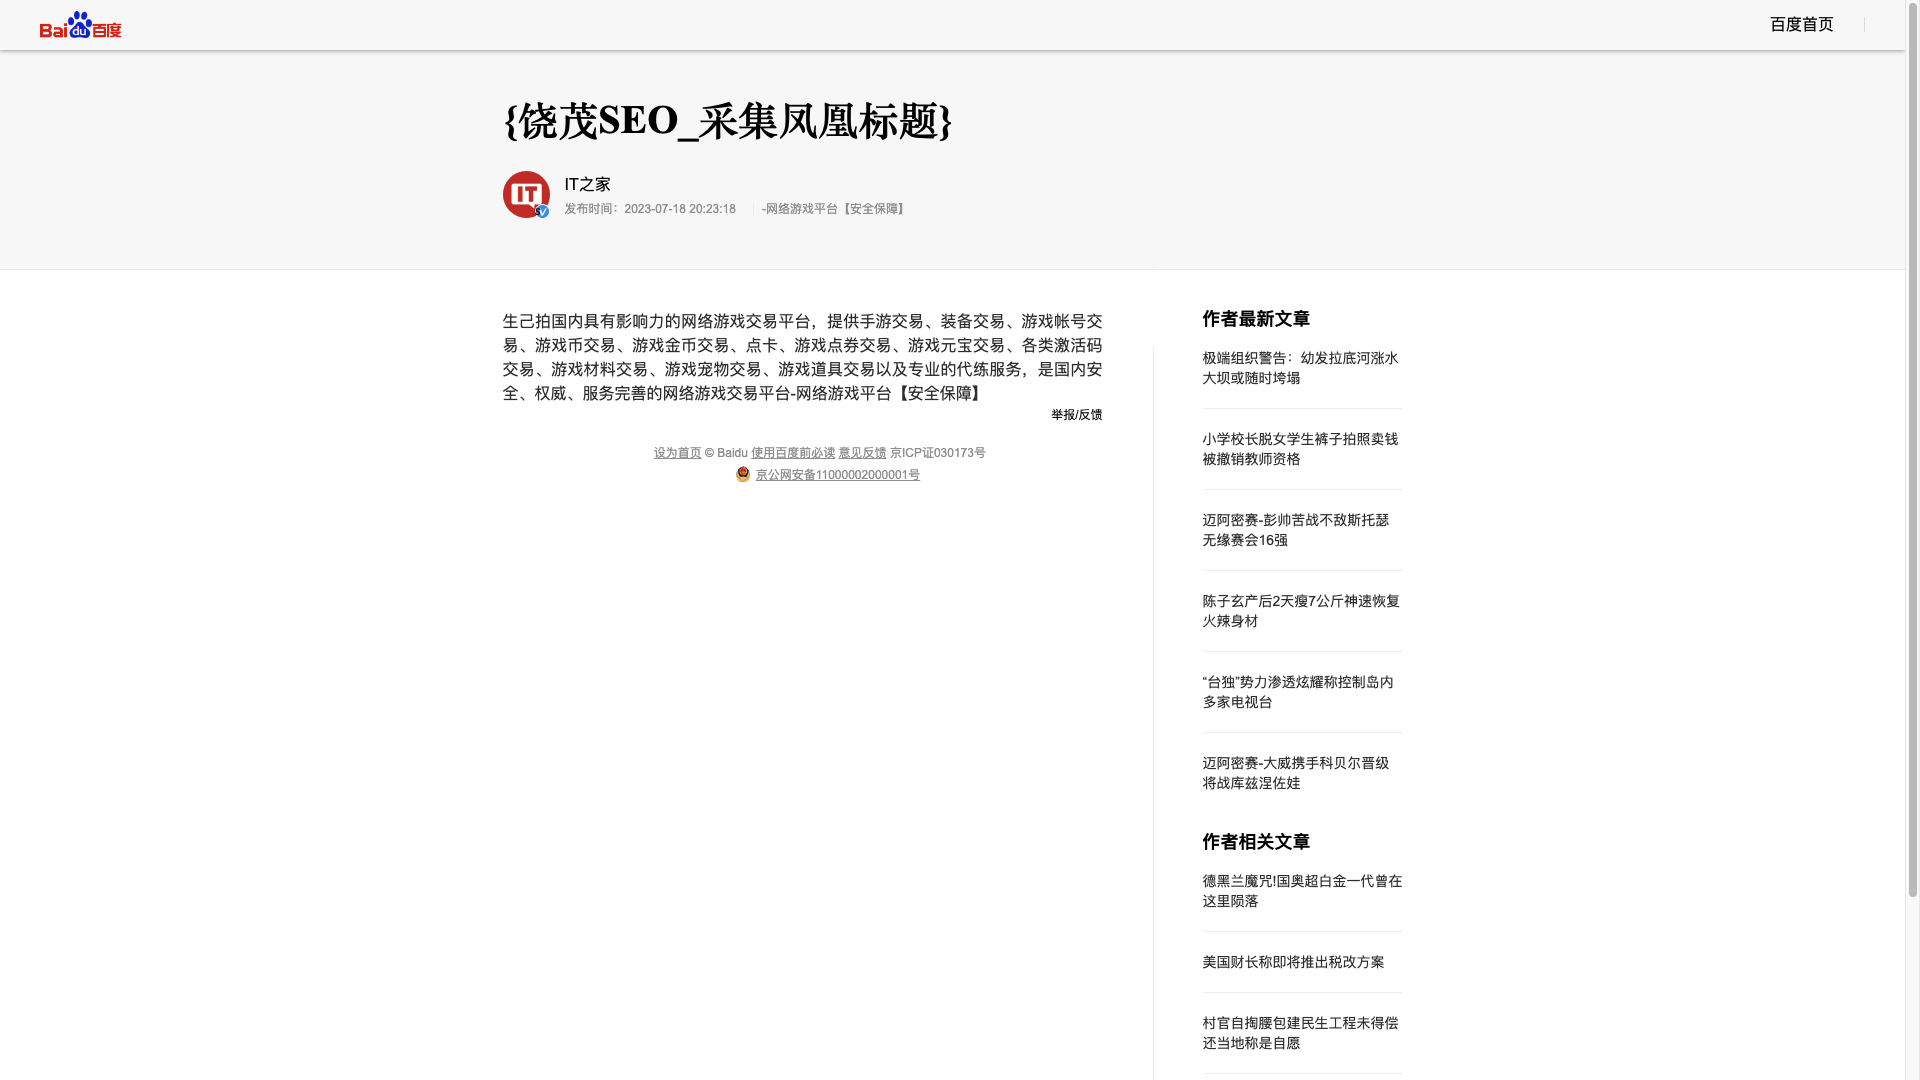 Baidu百度
百度首页
{饶茂SEO_采集凤凰标题}
IT
IT之家
发布时间：2023-07-18 20:23:18
-网络游戏平台【安全保障】
生己拍国内具有影响力的网络游戏交易平台，提供手游交易、装备交易、游戏帐号交
易、游戏币交易、游戏金币交易、点卡、游戏点券交易、游戏元宝交易、各类激活码
交易、游戏材料交易、游戏宠物交易、游戏道具交易以及专业的代练服务，是国内安
全、权威、服务完善的网络游戏交易平台-网络游戏平台【安全保障】
举报/反馈
设为首页 © Baidu 使用百度前必读 意见反馈 京ICP证030173号
京公网安备11000002000001号
作者最新文章
极端组织警告：幼发拉底河涨水
大坝或随时垮塌
小学校长脱女学生裤子拍照卖钱
被撤销教师资格
迈阿密赛-彭帅苦战不敌斯托瑟
无缘赛会16强
陈子玄产后2天瘦7公斤神速恢复
火辣身材
“台独”势力渗透炫耀称控制岛内
多家电视台
迈阿密赛-大威携手科贝尔晋级
将战库兹涅佐娃
作者相关文章
德黑兰魔咒!国奥超白金一代曾在
这里陨落
美国财长称即将推出税改方案
村官自掏腰包建民生工程未得偿
还当地称是自愿